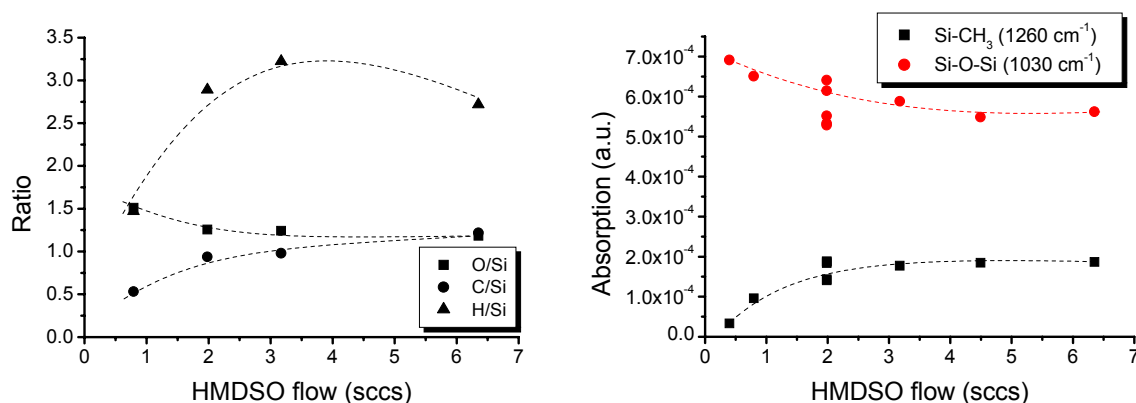 3.5
3.0
2.5
2.0
1.5
1.0
0.5
0.0
Ratio
0 1 2 3 4 5 6 7
HMDSO flow (sccs)
O/Si
C/Si
H/Si
7.0x10⁻⁴
6.0x10⁻⁴
5.0x10⁻⁴
4.0x10⁻⁴
3.0x10⁻⁴
2.0x10⁻⁴
1.0x10⁻⁴
0.0
Absorption (a.u.)
0 1 2 3 4 5 6 7
HMDSO flow (sccs)
Si-CH₃ (1260 cm⁻¹)
Si-O-Si (1030 cm⁻¹)